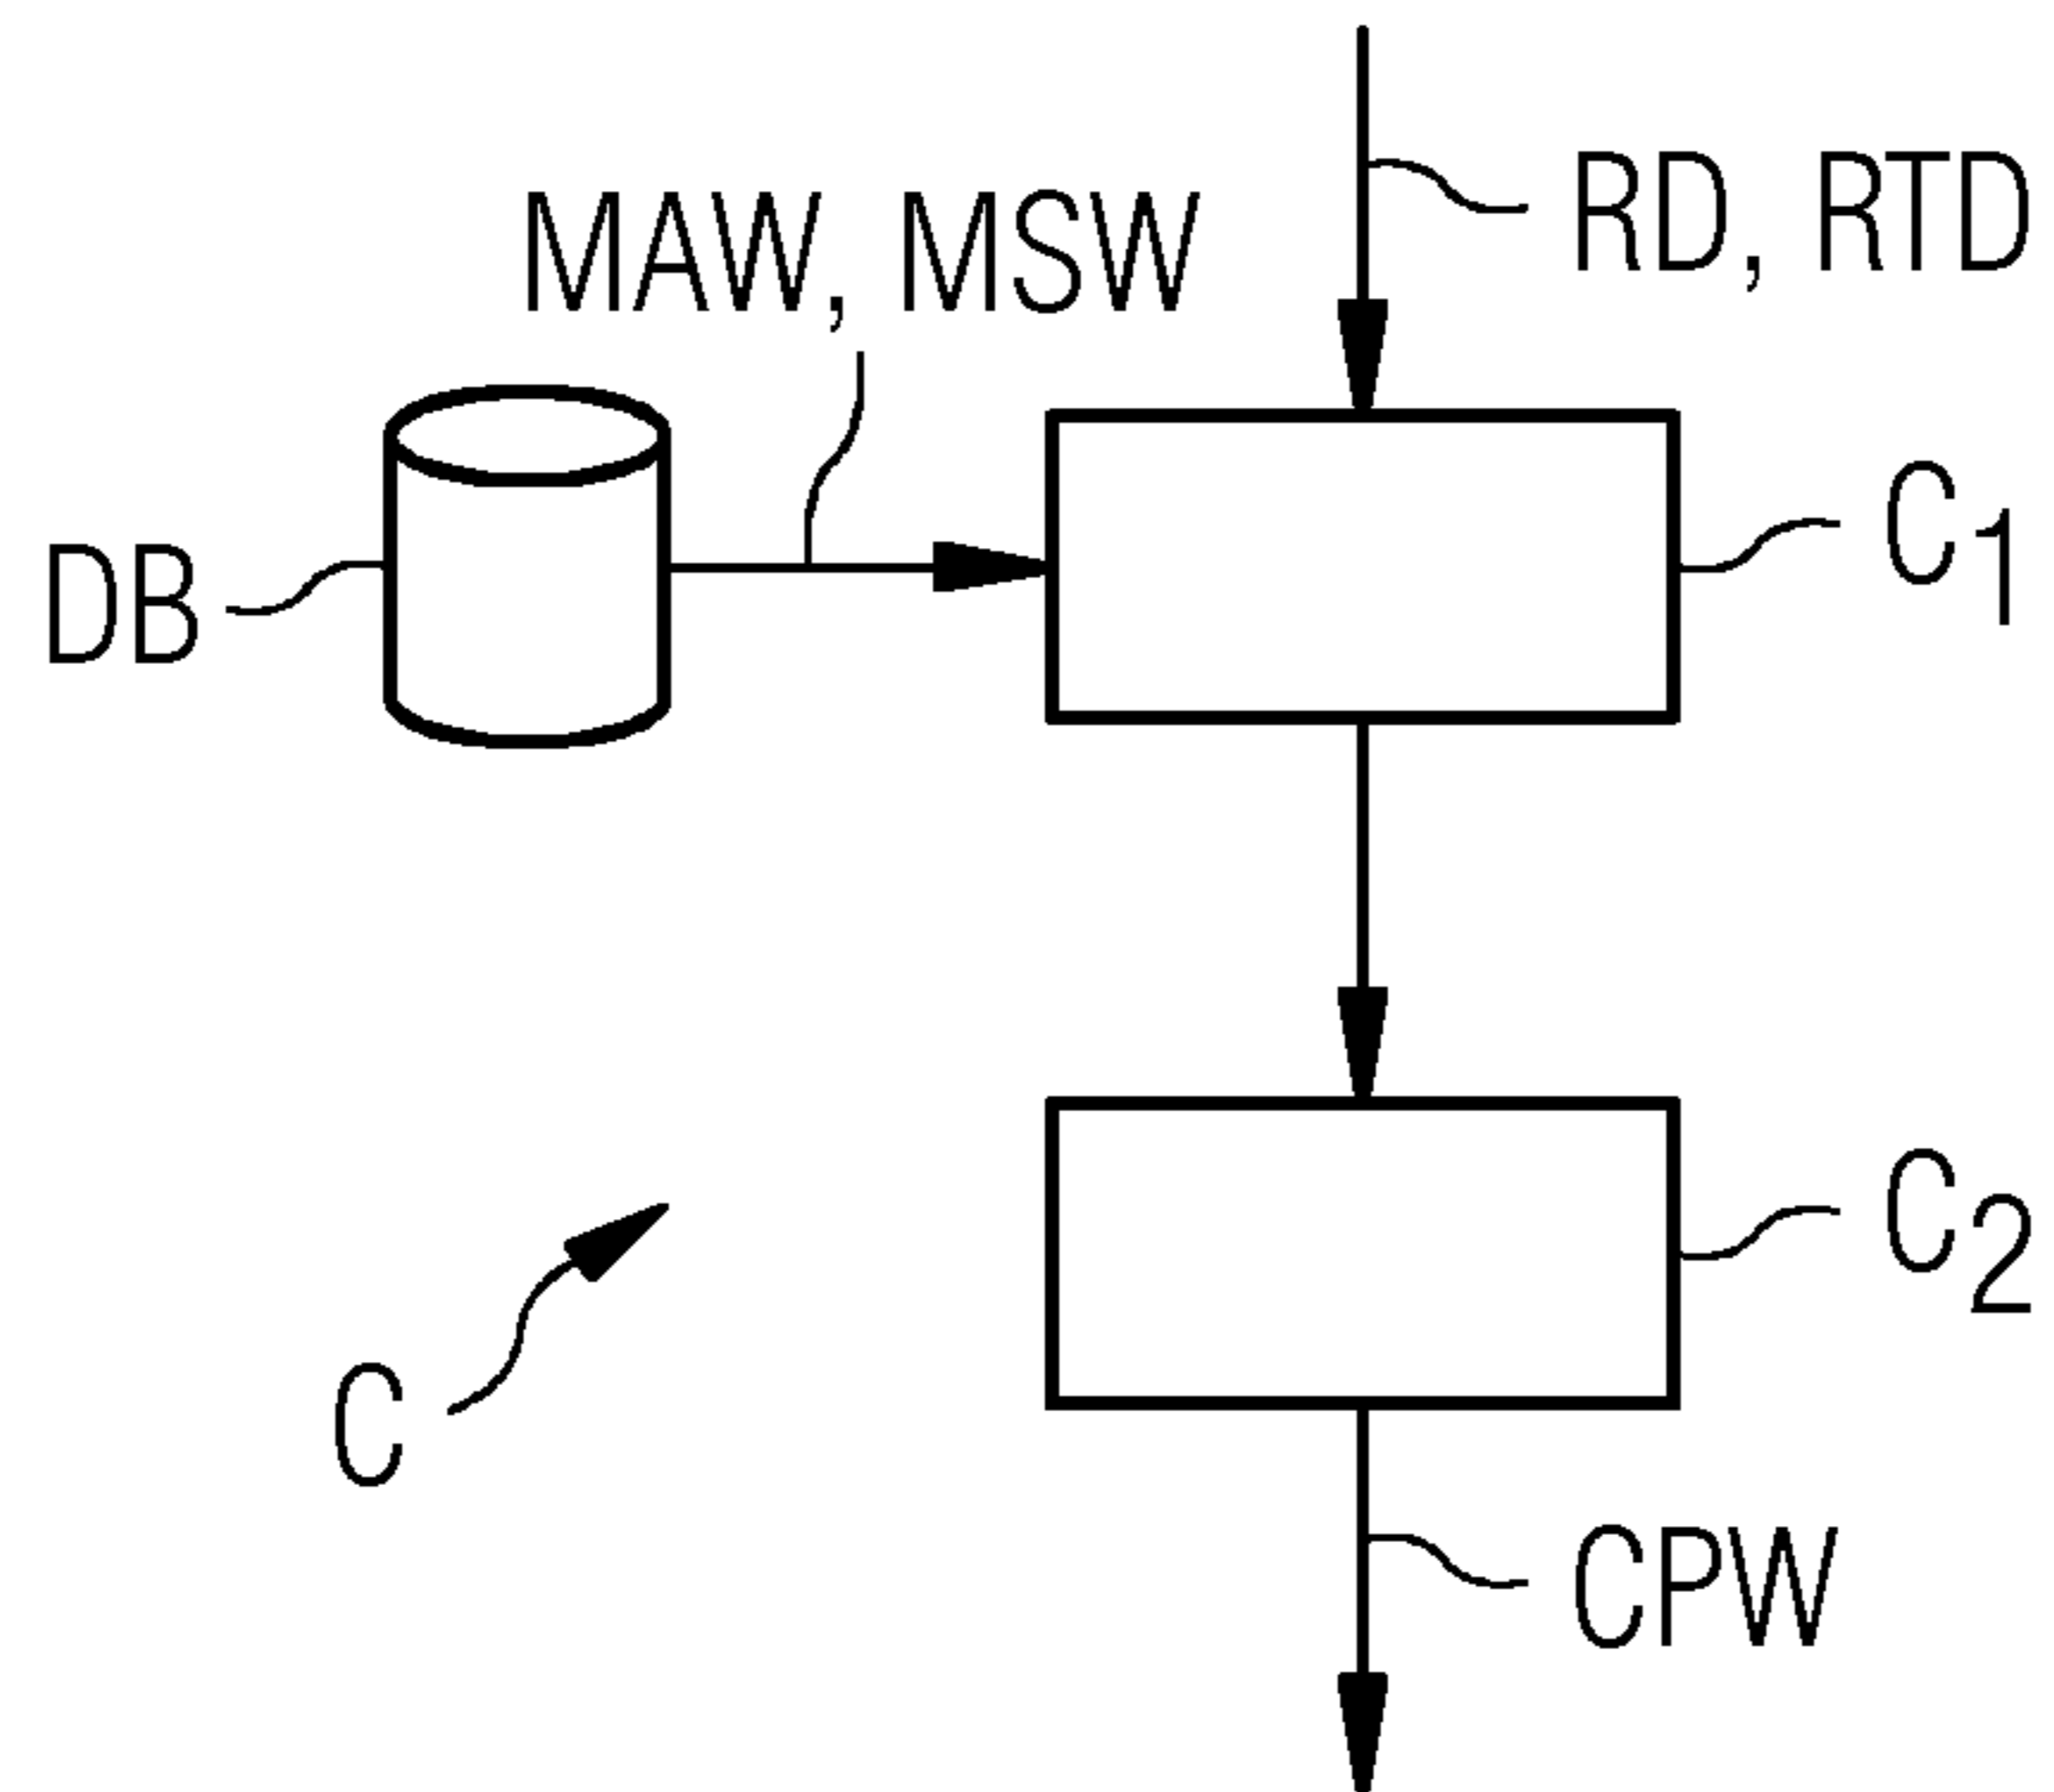 RD, RTD
MAW, MSW
C1
DB
C2
C
CPW